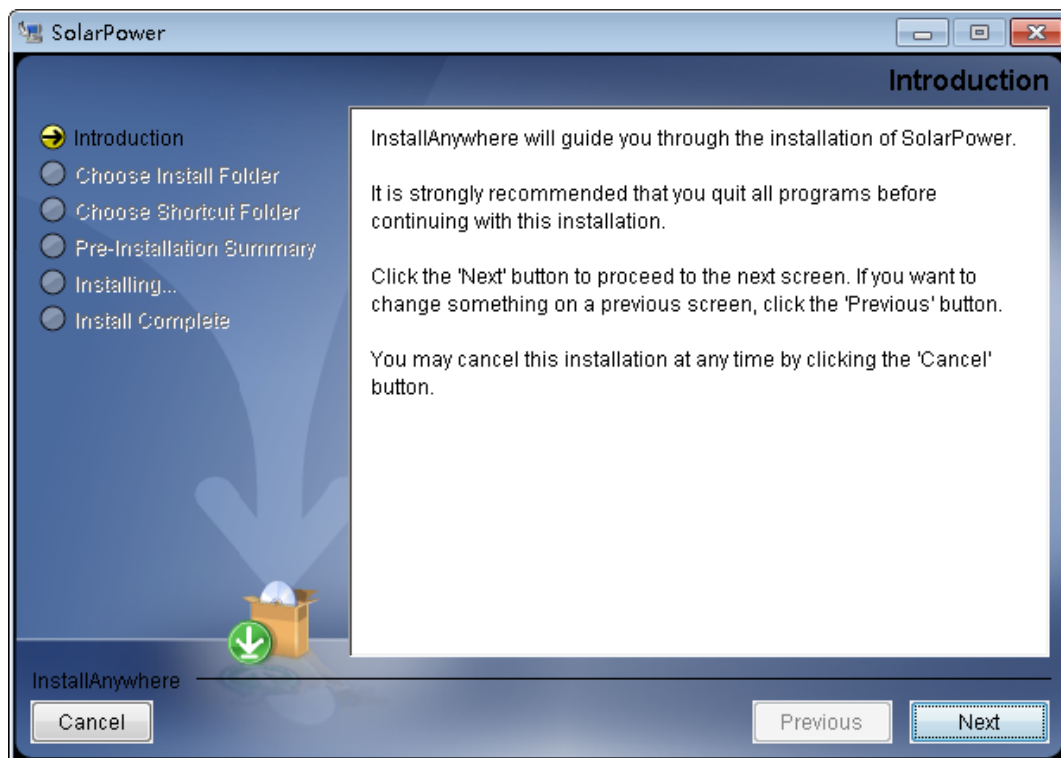 SolarPower
Introduction
Introduction
Choose Install Folder
Choose Shortcut Folder
Pre-Installation Summary
Installing...
Install Complete
InstallAnywhere will guide you through the installation of SolarPower.
It is strongly recommended that you quit all programs before
continuing with this installation.
Click the 'Next' button to proceed to the next screen. If you want to
change something on a previous screen, click the 'Previous' button.
You may cancel this installation at any time by clicking the 'Cancel'
button.
InstallAnywhere
Cancel
Previous
Next